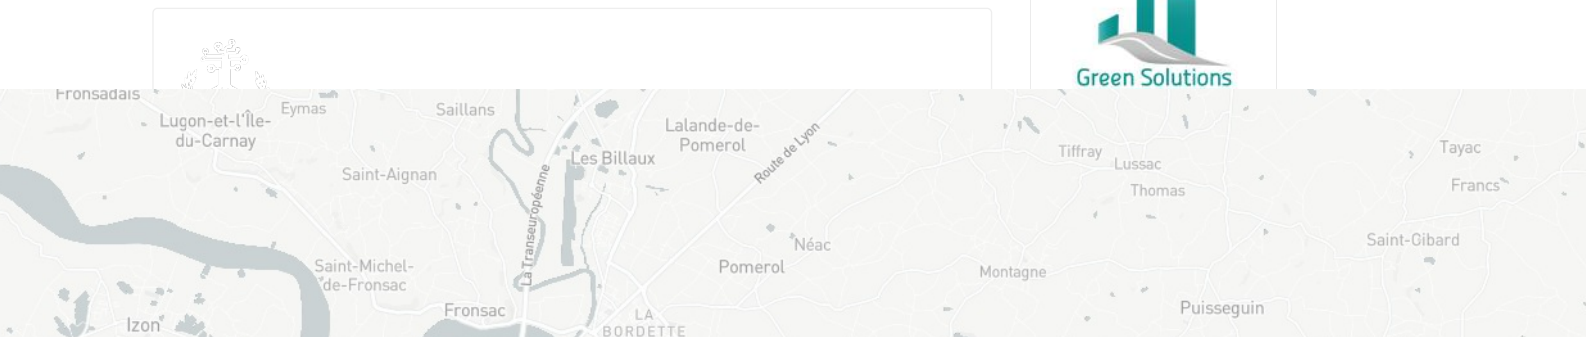 Green Solutions
Fronsadais
Eymas
Saillans
Lugon-et-l'Île-
du-Carnay
Lalande-de-
Pomerol
Route de Lyon
Les Billaux
Saint-Aignan
La Transeuropéenne
Tiffray
Lussac
Thomas
Tayac
Francs
Saint-Cibard
Néac
Pomerol
Montagne
Saint-Michel-
de-Fronsac
Fronsac
Izon
LA
BORDETTE
Puisseguin